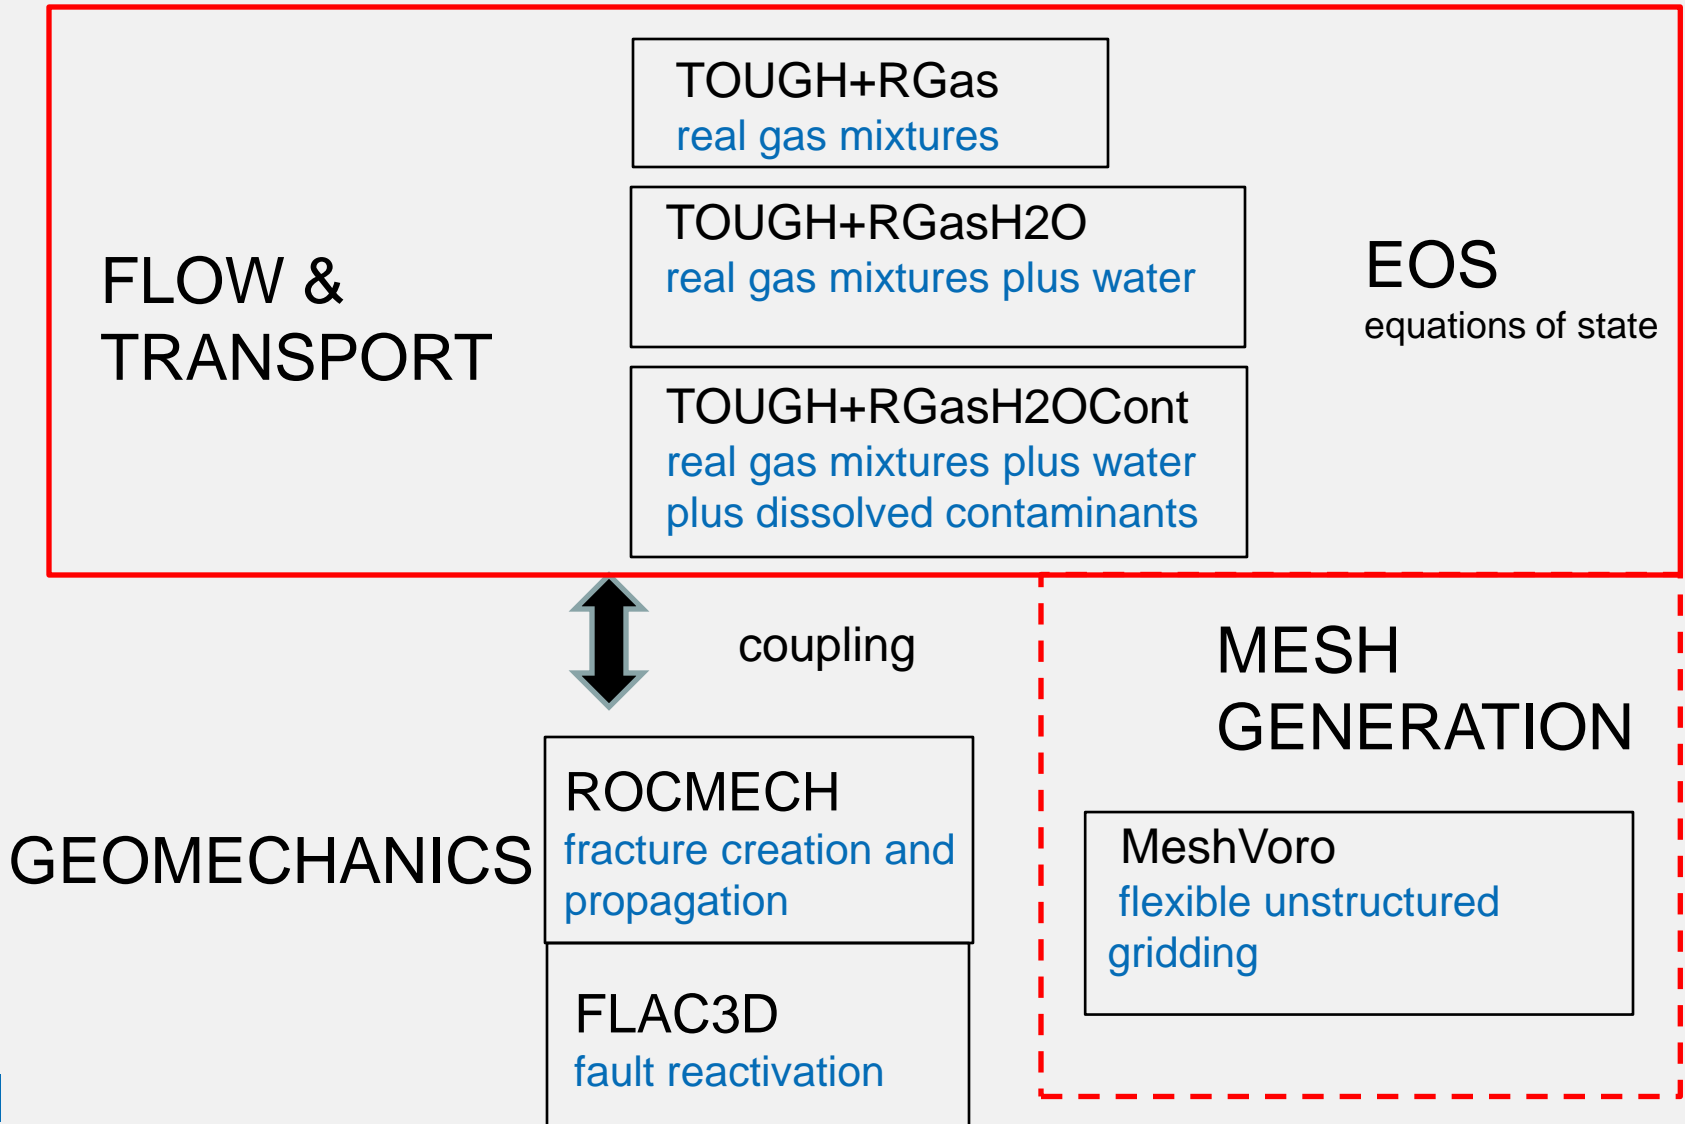 TOUGH+RGas
real gas mixtures
TOUGH+RGasH2O
real gas mixtures plus water
FLOW &
TRANSPORT
EOS
equations of state
TOUGH+RGasH2OCont
real gas mixtures plus water
plus dissolved contaminants
coupling
MESH
GENERATION
ROCMECH
fracture creation and
propagation
GEOMECHANICS
MeshVoro
flexible unstructured
gridding
FLAC3D
fault reactivation